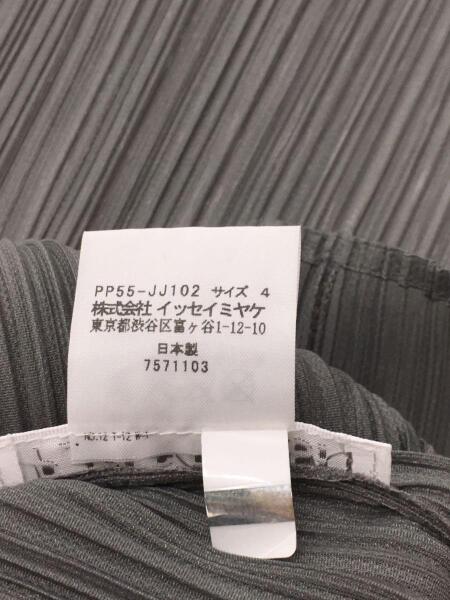 PP55-JJ102 サイズ 4
株式会社 イッセイミヤケ
東京都渋谷区富ヶ谷1-12-10
日本製
7571103